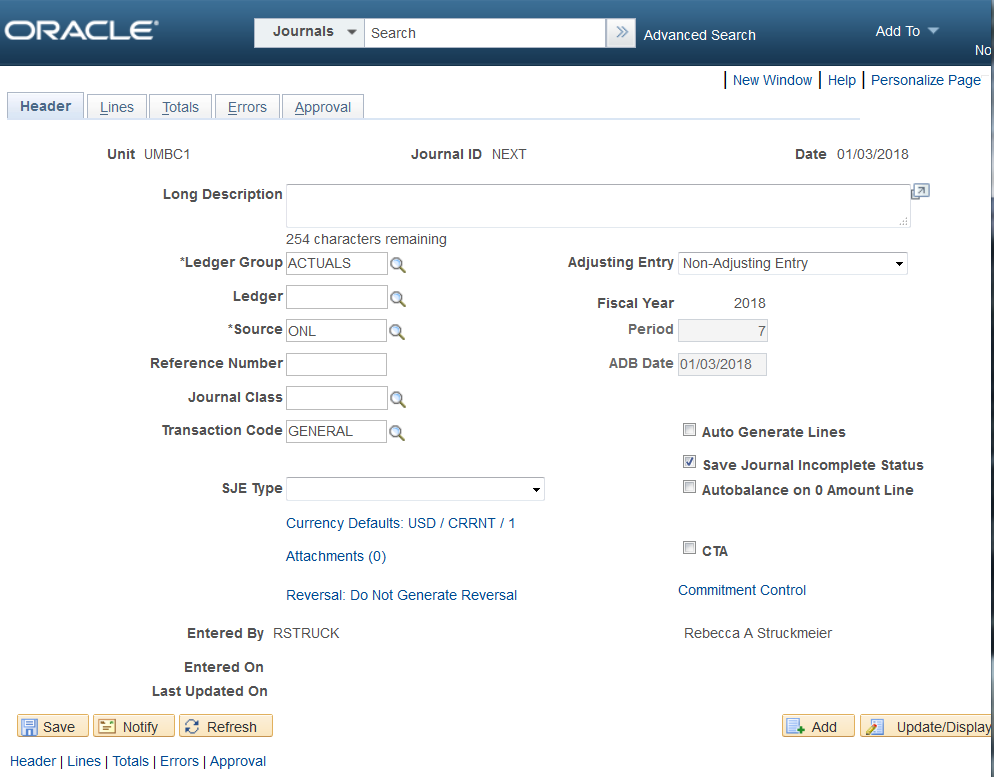 ORACLE® Journals Search Advanced Search Add To
No
New Window | Help | Personalize Page
Header Lines Totals Errors Approval
Unit UMBC1 Journal ID NEXT Date 01/03/2018
Long Description
254 characters remaining
*Ledger Group ACTUALS Adjusting Entry Non-Adjusting Entry
Ledger
Fiscal Year 2018
*Source ONL Period 7
Reference Number ADB Date 01/03/2018
Journal Class
Transaction Code GENERAL Auto Generate Lines
Save Journal Incomplete Status
SJE Type Autobalance on 0 Amount Line
Currency Defaults: USD / CRRNT / 1
Attachments (0) CTA
Reversal: Do Not Generate Reversal Commitment Control
Entered By RSTRUCK Rebecca A Struckmeier
Entered On
Last Updated On
Save Notify Refresh Add Update/Display
Header | Lines | Totals | Errors | Approval